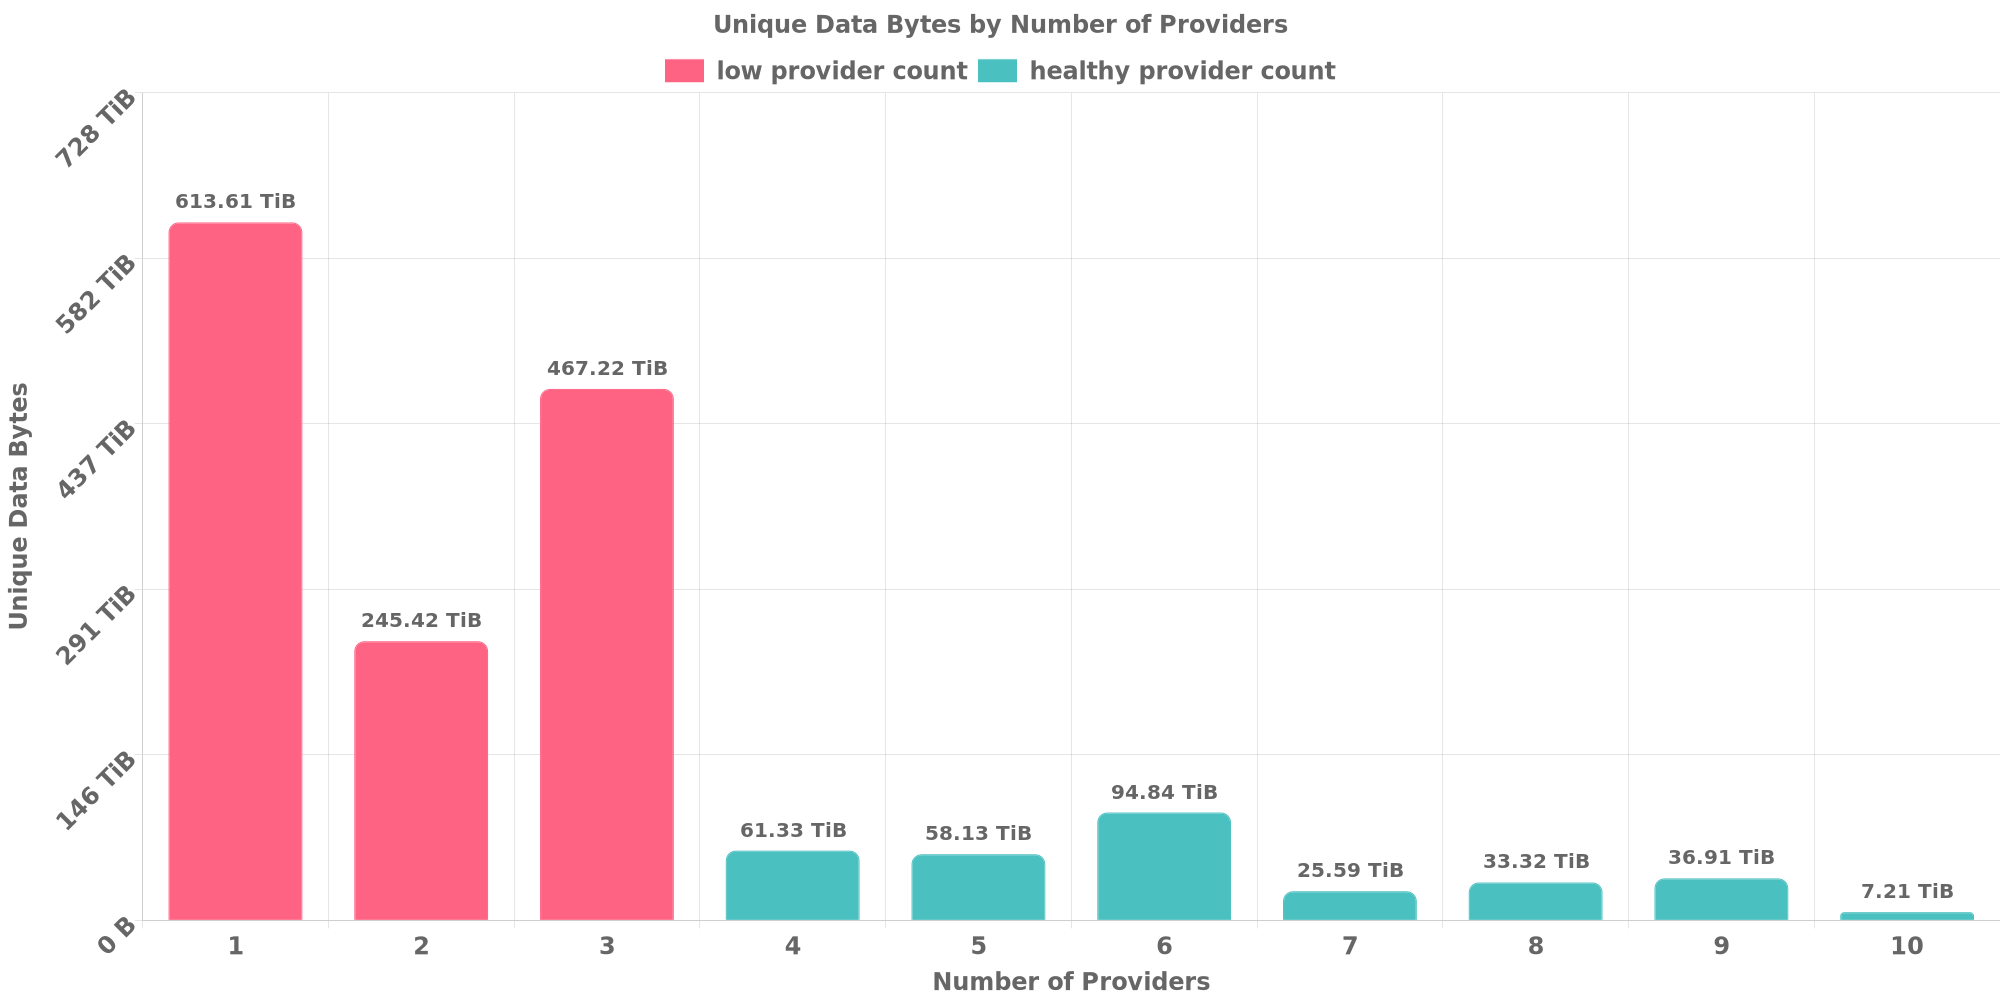 Unique Data Bytes by Number of Providers
low provider count
healthy provider count
728 TiB
582 TiB
437 TiB
291 TiB
146 TiB
0 B
Unique Data Bytes
613.61 TiB
245.42 TiB
467.22 TiB
61.33 TiB
58.13 TiB
94.84 TiB
25.59 TiB
33.32 TiB
36.91 TiB
7.21 TiB
1 2 3 4 5 6 7 8 9 10
Number of Providers